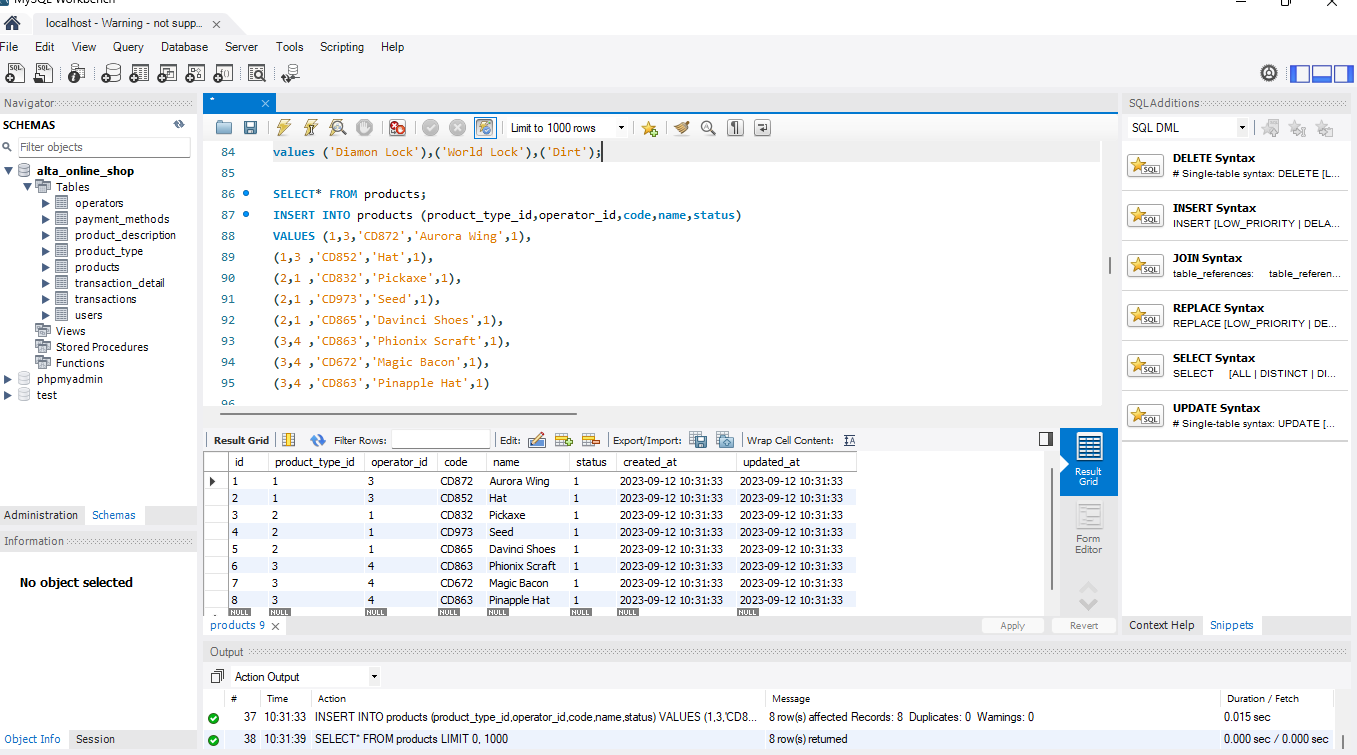 MySQL Workbench
localhost - Warning - not supp...
File Edit View Query Database Server Tools Scripting Help
Navigator
SCHEMAS
Filter objects
alta_online_shop
Tables
operators
payment_methods
product_description
product_type
products
transaction_detail
transactions
users
Views
Stored Procedures
Functions
phpmyadmin
test
Administration Schemas
Information
No object selected
Object Info Session
*
Limit to 1000 rows
84 values ('Diamon Lock'),('World Lock'),('Dirt');
85
86 SELECT* FROM products;
87 INSERT INTO products (product_type_id,operator_id,code,name,status)
88 VALUES (1,3,'CD872','Aurora Wing',1),
89 (1,3 ,'CD852','Hat',1),
90 (2,1 ,'CD832','Pickaxe',1),
91 (2,1 ,'CD973','Seed',1),
92 (2,1 ,'CD865','Davinci Shoes',1),
93 (3,4 ,'CD863','Phionix Scraft',1),
94 (3,4 ,'CD672','Magic Bacon',1),
95 (3,4 ,'CD863','Pinapple Hat',1)
96
Result Grid Filter Rows: Edit: Export/Import: Wrap Cell Content:
id product_type_id operator_id code name status created_at updated_at
1 1 3 CD872 Aurora Wing 1 2023-09-12 10:31:33 2023-09-12 10:31:33
2 1 3 CD852 Hat 1 2023-09-12 10:31:33 2023-09-12 10:31:33
3 2 1 CD832 Pickaxe 1 2023-09-12 10:31:33 2023-09-12 10:31:33
4 2 1 CD973 Seed 1 2023-09-12 10:31:33 2023-09-12 10:31:33
5 2 1 CD865 Davinci Shoes 1 2023-09-12 10:31:33 2023-09-12 10:31:33
6 3 4 CD863 Phionix Scraft 1 2023-09-12 10:31:33 2023-09-12 10:31:33
7 3 4 CD672 Magic Bacon 1 2023-09-12 10:31:33 2023-09-12 10:31:33
8 3 4 CD863 Pinapple Hat 1 2023-09-12 10:31:33 2023-09-12 10:31:33
NULL NULL NULL NULL NULL NULL NULL NULL
Result Grid
Form Editor
products 9 Apply Revert
SQLAdditions
SQL DML
DELETE Syntax
# Single-table syntax: DELETE [L...
INSERT Syntax
INSERT [LOW_PRIORITY | DELA...
JOIN Syntax
table_references: table_referen...
REPLACE Syntax
REPLACE [LOW_PRIORITY | DE...
SELECT Syntax
SELECT [ALL | DISTINCT | DI...
UPDATE Syntax
# Single-table syntax: UPDATE [...
Context Help Snippets
Output
Action Output
# Time Action Message Duration / Fetch
37 10:31:33 INSERT INTO products (product_type_id,operator_id,code,name,status) VALUES (1,3,'CD8... 8 row(s) affected Records: 8 Duplicates: 0 Warnings: 0 0.015 sec
38 10:31:39 SELECT* FROM products LIMIT 0, 1000 8 row(s) returned 0.000 sec / 0.000 sec